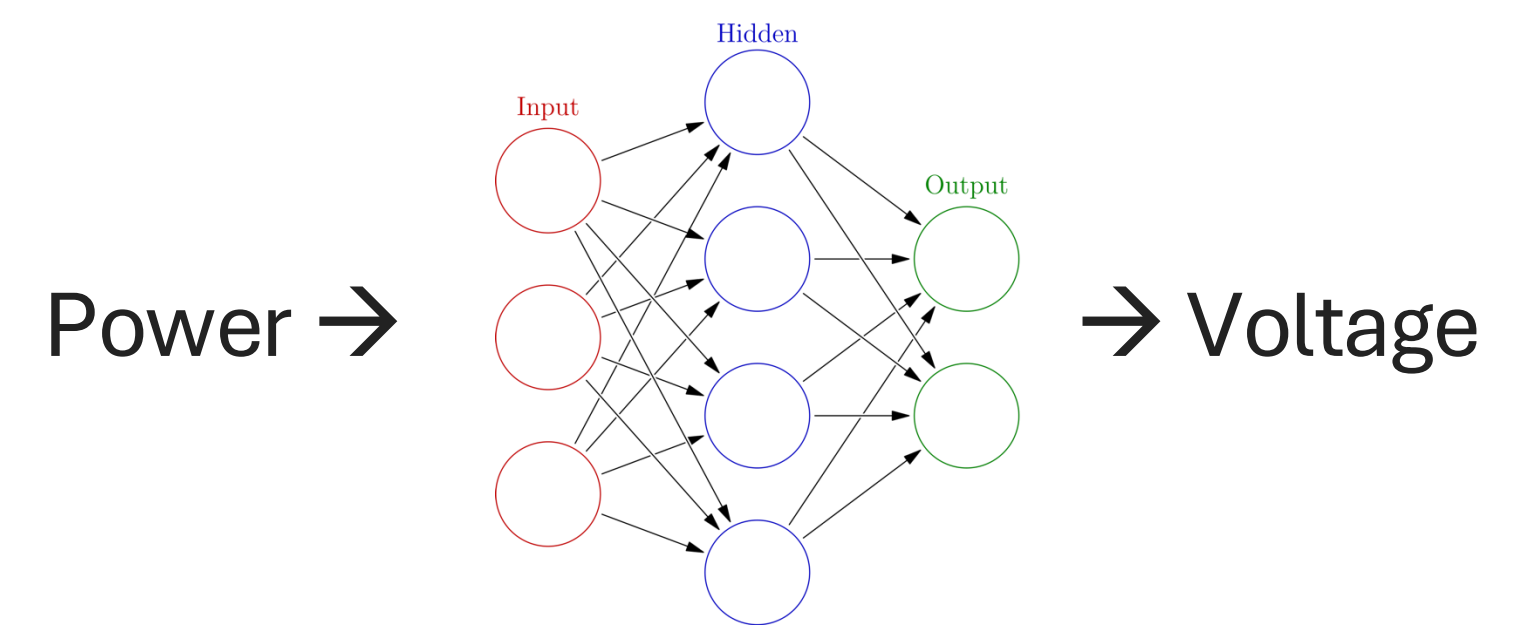 Hidden
Input
Output
Power →
→ Voltage